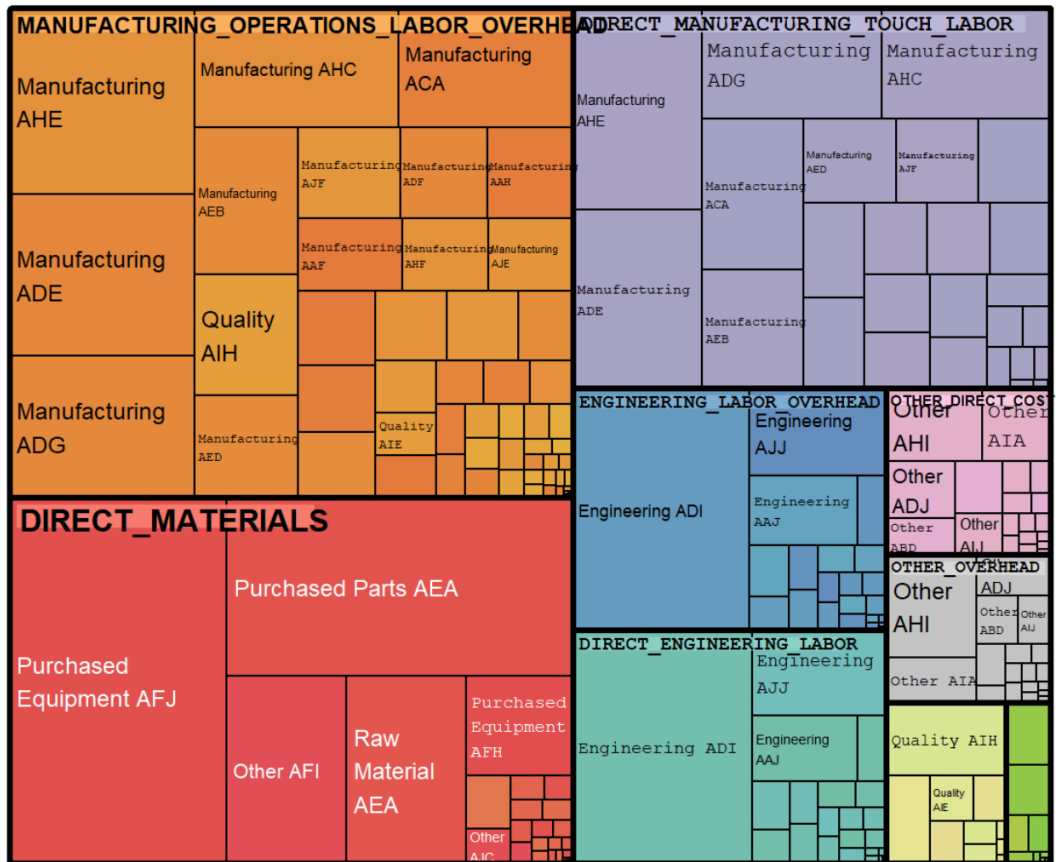 MANUFACTURING_OPERATIONS_LABOR_OVERHEAD
Manufacturing
AHE
Manufacturing AHC
Manufacturing
ACA
Manufacturing
AEB
Manufacturing
AJF
Manufacturing
ADF
Manufacturing
AAH
Manufacturing
ADE
Manufacturing
AAF
Manufacturing
AHF
Manufacturing
AJE
Quality
AIH
Manufacturing
ADG
Manufacturing
AED
Quality
AIE
DIRECT_MANUFACTURING_TOUCH_LABOR
Manufacturing
AHE
Manufacturing
ADG
Manufacturing
AHC
Manufacturing
ACA
Manufacturing
AED
Manufacturing
AJF
Manufacturing
ADE
Manufacturing
AEB
DIRECT_MATERIALS
Purchased
Equipment AFJ
Purchased Parts AEA
Other AFI
Raw
Material
AEA
Purchased
Equipment
AFH
Other
AJC
ENGINEERING_LABOR_OVERHEAD
Engineering ADI
Engineering
AJJ
Engineering
AAJ
OTHER_DIRECT_COST
Other
AHI
Other
AIA
Other
ADJ
Other
ABD
Other
AIJ
DIRECT_ENGINEERING_LABOR
Engineering ADI
Engineering
AJJ
Engineering
AAJ
OTHER_OVERHEAD
Other
AHI
ADJ
Other
ABD
Other
AIJ
Other AIA
Quality AIH
Quality
AIE